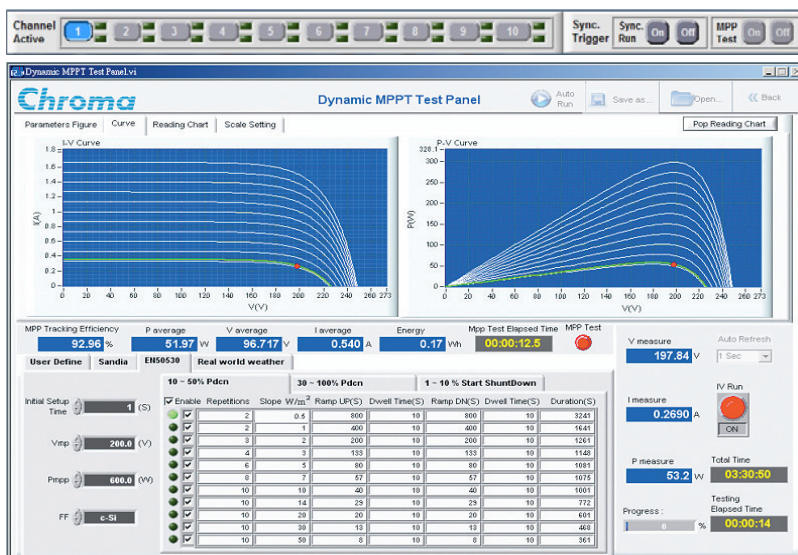 Channel Active 1 2 3 4 5 6 7 8 9 10 Sync. Trigger Sync. Run On Off MPP Test On Off
Dynamic MPPT Test Panel.vi
Chroma Dynamic MPPT Test Panel Auto Run Save as... Open... Back
Parameters Figure Curve Reading Chart Scale Setting Pop Reading Chart
I-V Curve
1.8
1.6
1.4
1.2
1
0.8
0.6
0.4
0.2
0
I(A)
0 20 40 60 80 100 120 140 160 180 200 220 240 260 273
V(V)
P-V Curve
328.1
300
250
200
150
100
50
0
P(W)
0 20 40 60 80 100 120 140 160 180 200 220 240 260 273
V(V)
MPP Tracking Efficiency P average V average I average Energy Mpp Test Elapsed Time MPP Test
92.96 % 51.97 W 96.717 V 0.540 A 0.17 Wh 00:00:12.5
User Define Sandia EN50530 Real world weather
10 ~ 50% Pdcn 30 ~ 100% Pdcn 1 ~ 10 % Start ShuntDown
Enable Repetitions Slope W/m² Ramp UP(S) Dwell Time(S) Ramp DN(S) Dwell Time(S) Duration(S)
2 0.5 800 10 800 10 3241
2 1 400 10 400 10 1641
3 2 200 10 200 10 1261
4 3 133 10 133 10 1148
6 5 80 10 80 10 1081
8 7 57 10 57 10 1075
10 10 40 10 40 10 1001
10 14 29 10 29 10 772
10 20 20 10 20 10 601
10 30 13 10 13 10 468
10 50 8 10 8 10 361
Initial Setup Time 1 (S)
Vmp 200.0 (V)
Pmpp 600.0 (W)
FF c-Si
V measure Auto Refresh
197.84 V 1 Sec
I measure IV Run
0.2690 A ON
P measure Total Time
53.2 W 03:30:50
Progress : Testing Elapsed Time
0 % 00:00:14